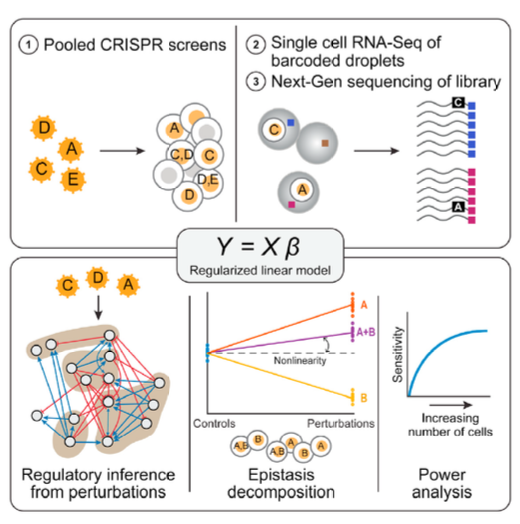 1 Pooled CRISPR screens
D
A
C
E
A
C,D
C
D,E
D
2 Single cell RNA-Seq of
barcoded droplets
3 Next-Gen sequencing of library
C
A
C
A
Y = X β
Regularized linear model
C
D
A
Regulatory inference
from perturbations
A
A+B
Nonlinearity
B
Controls
Perturbations
A,B
B
A,B
A
B
A
Epistasis
decomposition
Sensitivity
Increasing
number of cells
Power
analysis